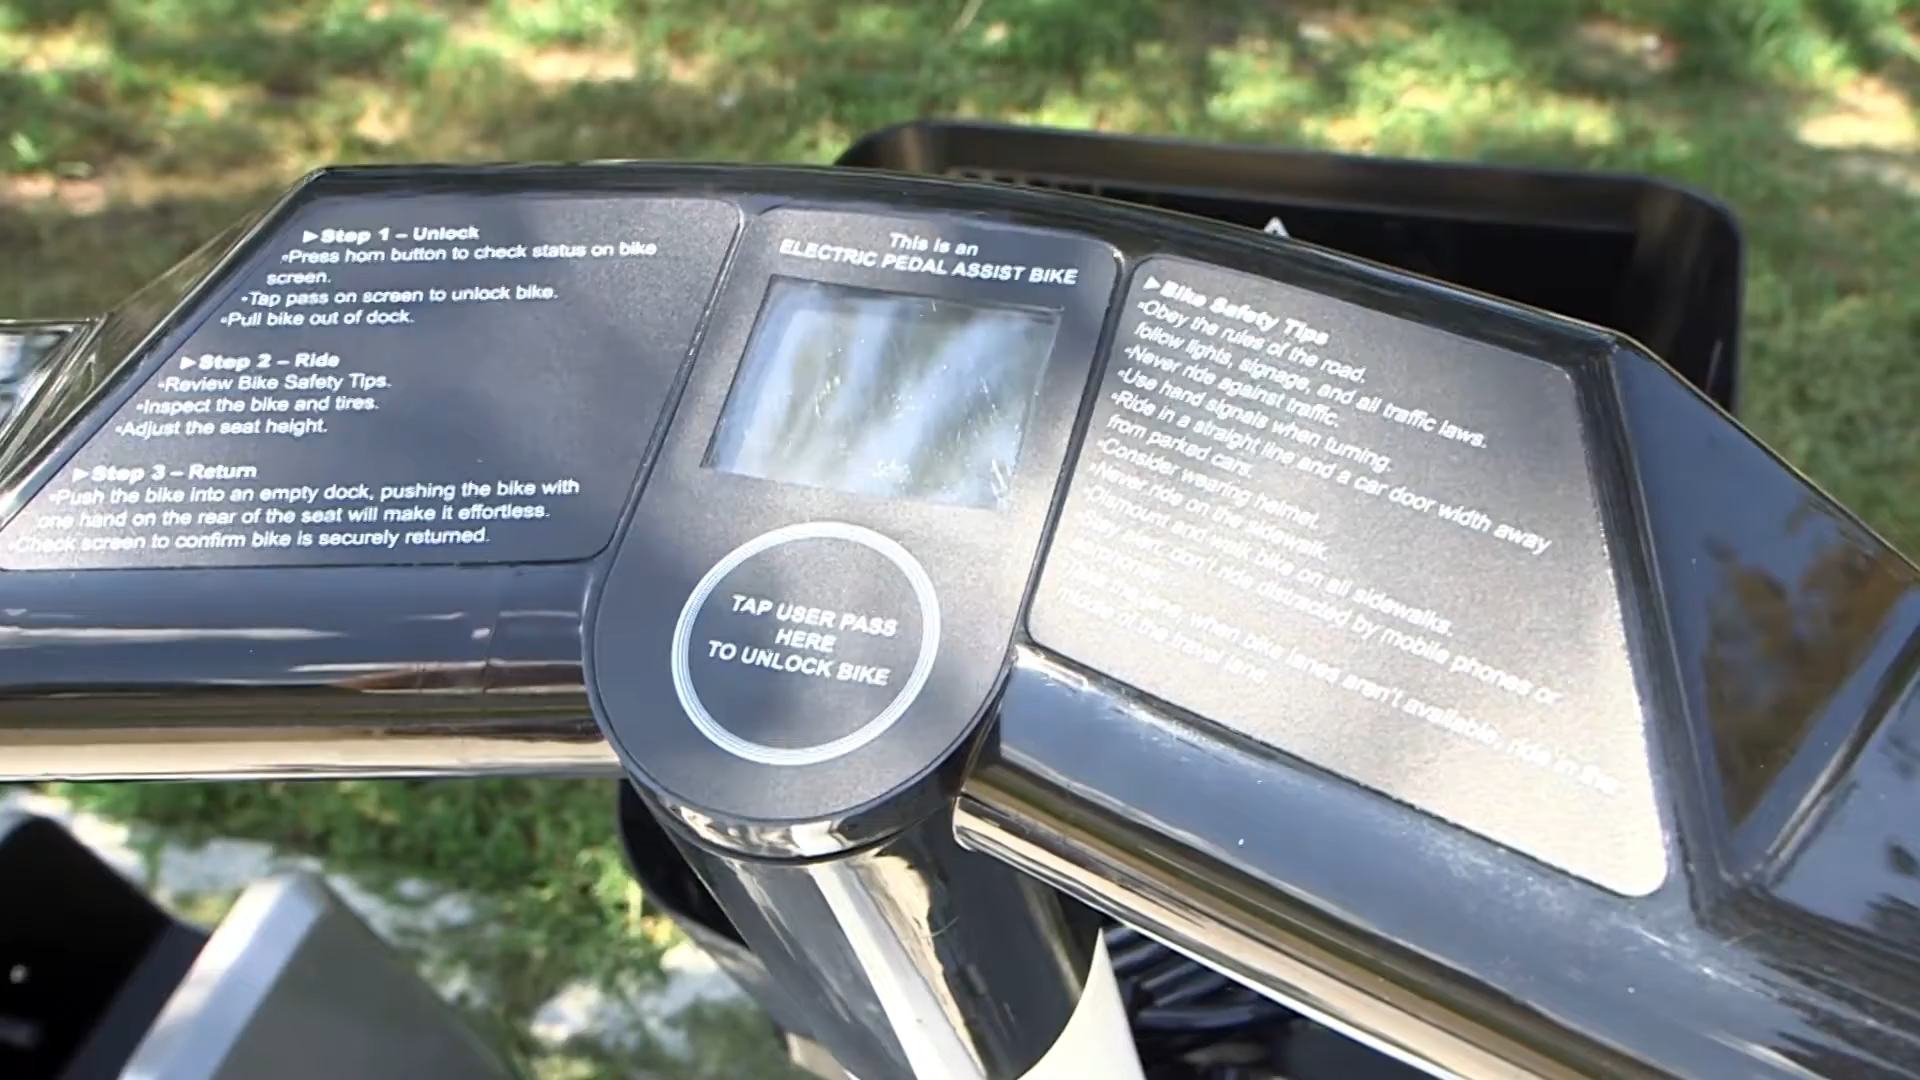 ▶Step 1 – Unlock
•Press horn button to check status on bike
screen.
•Tap pass on screen to unlock bike.
•Pull bike out of dock.
▶Step 2 – Ride
•Review Bike Safety Tips.
•Inspect the bike and tires.
•Adjust the seat height.
▶Step 3 – Return
•Push the bike into an empty dock, pushing the bike with
one hand on the rear of the seat will make it effortless.
•Check screen to confirm bike is securely returned.
This is an
ELECTRIC PEDAL ASSIST BIKE
TAP USER PASS
HERE
TO UNLOCK BIKE
▶Bike Safety Tips
•Obey the rules of the road.
follow lights, signage, and all traffic laws.
•Never ride against traffic.
•Use hand signals when turning.
•Ride in a straight line and a car door width away
from parked cars.
•Consider wearing helmet.
•Never ride on the sidewalk.
•Dismount and walk bike on all sidewalks.
•Stay alert, don't ride distracted by mobile phones or
•Take the lane, when bike lanes aren't available, ride in the
middle of the travel lane.